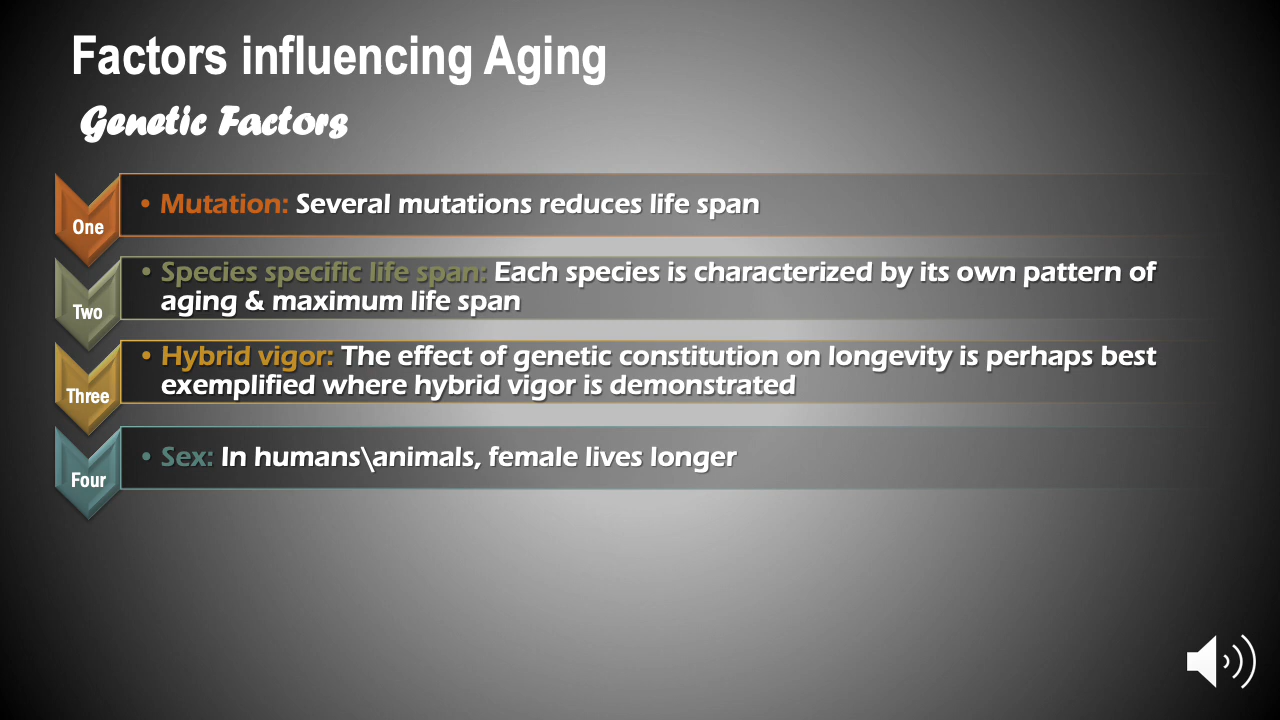 Factors influencing Aging
Genetic Factors
One
• Mutation: Several mutations reduces life span
Two
• Species specific life span: Each species is characterized by its own pattern of
aging & maximum life span
Three
• Hybrid vigor: The effect of genetic constitution on longevity is perhaps best
exemplified where hybrid vigor is demonstrated
Four
• Sex: In humans\animals, female lives longer